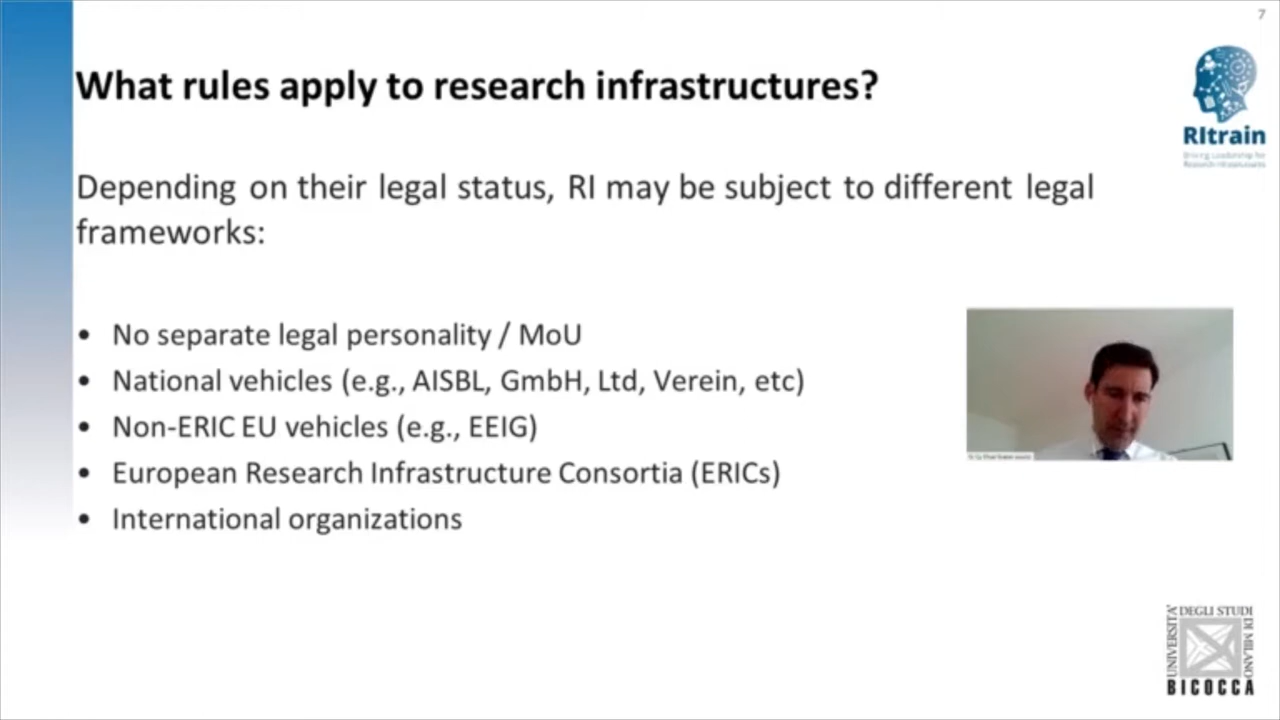 7
What rules apply to research infrastructures?
RItrain
Depending on their legal status, RI may be subject to different legal
frameworks:
• No separate legal personality / MoU
• National vehicles (e.g., AISBL, GmbH, Ltd, Verein, etc)
• Non-ERIC EU vehicles (e.g., EEIG)
• European Research Infrastructure Consortia (ERICs)
• International organizations
UNIVERSITA'
DEGLI STUDI
DI MILANO
BICOCCA